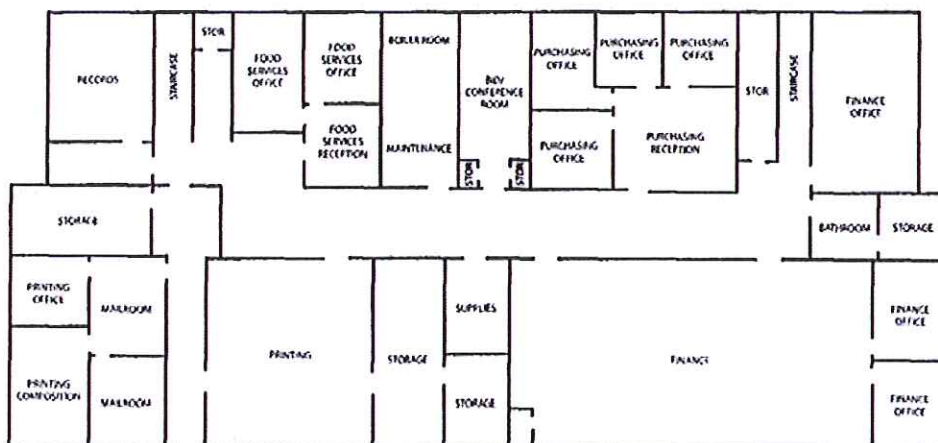 STOR
FOOD
SERVICES
OFFICE
BOILER ROOM
PURCHASING
OFFICE
PURCHASING
OFFICE
PURCHASING
OFFICE
RECORDS
STAIRCASE
FOOD
SERVICES
OFFICE
BID/
CONFERENCE
ROOM
STOR
STAIRCASE
FINANCE
OFFICE
FOOD
SERVICES
RECEPTION
MAINTENANCE
PURCHASING
OFFICE
PURCHASING
RECEPTION
STOR
STOR
STORAGE
BATHROOM
STORAGE
PRINTING
OFFICE
MAILROOM
SUPPLIES
FINANCE
OFFICE
PRINTING
STORAGE
FINANCE
PRINTING
COMPOSITION
MAILROOM
STORAGE
FINANCE
OFFICE